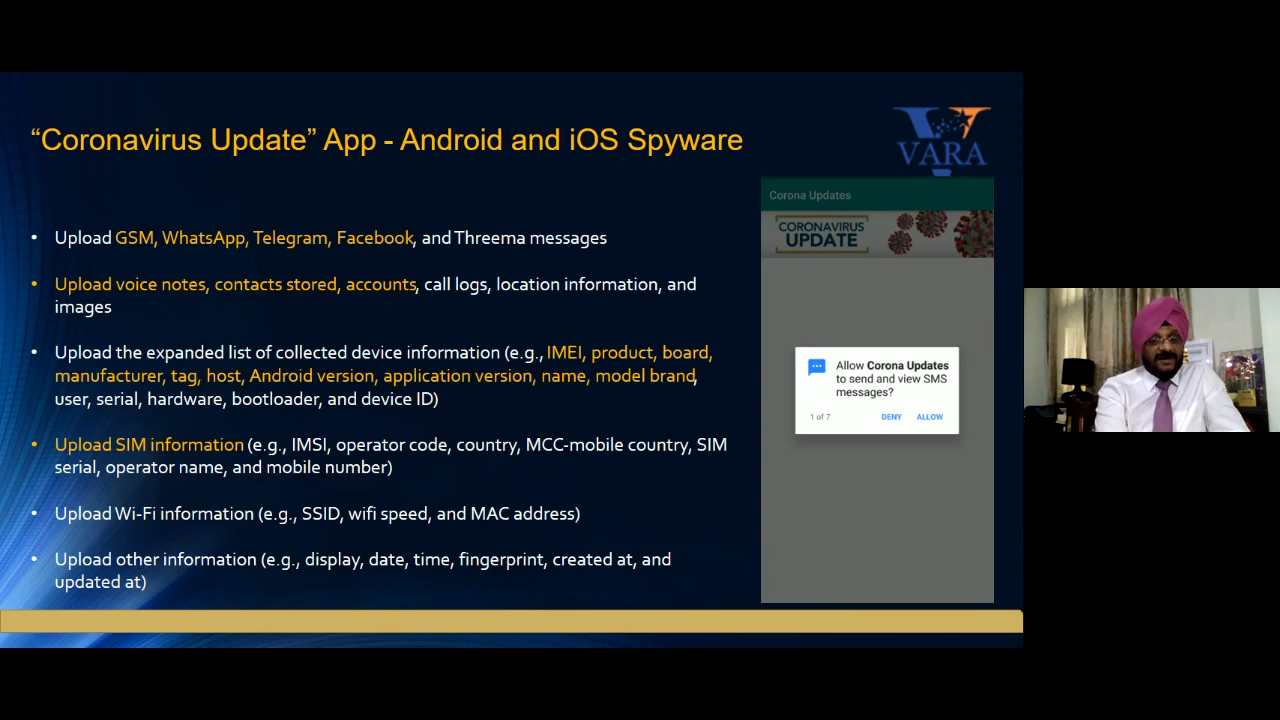 “Coronavirus Update” App - Android and iOS Spyware
VARA
• Upload GSM, WhatsApp, Telegram, Facebook, and Threema messages
• Upload voice notes, contacts stored, accounts, call logs, location information, and
images
• Upload the expanded list of collected device information (e.g., IMEI, product, board,
manufacturer, tag, host, Android version, application version, name, model brand,
user, serial, hardware, bootloader, and device ID)
• Upload SIM information (e.g., IMSI, operator code, country, MCC-mobile country, SIM
serial, operator name, and mobile number)
• Upload Wi-Fi information (e.g., SSID, wifi speed, and MAC address)
• Upload other information (e.g., display, date, time, fingerprint, created at, and
updated at)
Corona Updates
CORONAVIRUS
UPDATE
Allow Corona Updates
to send and view SMS
messages?
1 of 7 DENY ALLOW